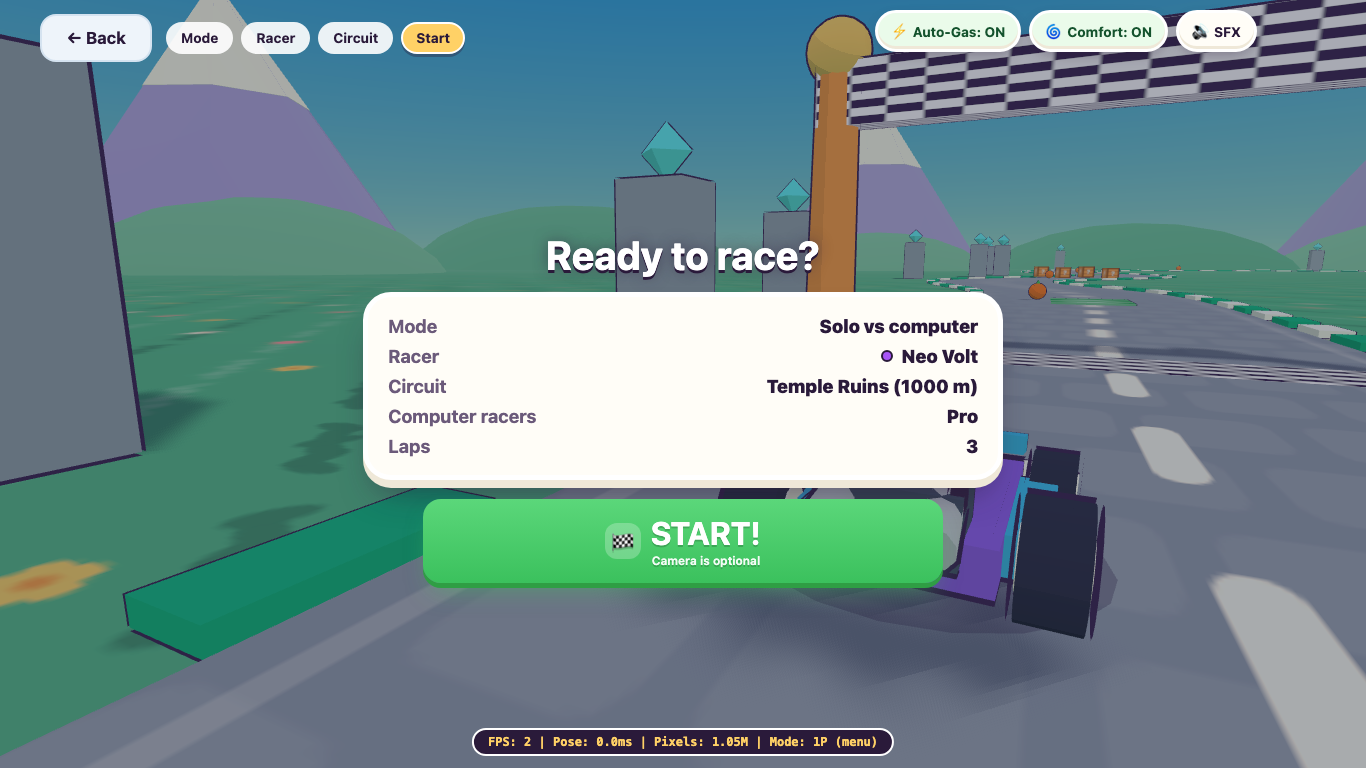 ← Back
Mode
Racer
Circuit
Start
Auto-Gas: ON
Comfort: ON
SFX
Ready to race?
Mode Solo vs computer
Racer Neo Volt
Circuit Temple Ruins (1000 m)
Computer racers Pro
Laps 3
START!
Camera is optional
FPS: 2 | Pose: 0.0ms | Pixels: 1.05M | Mode: 1P (menu)